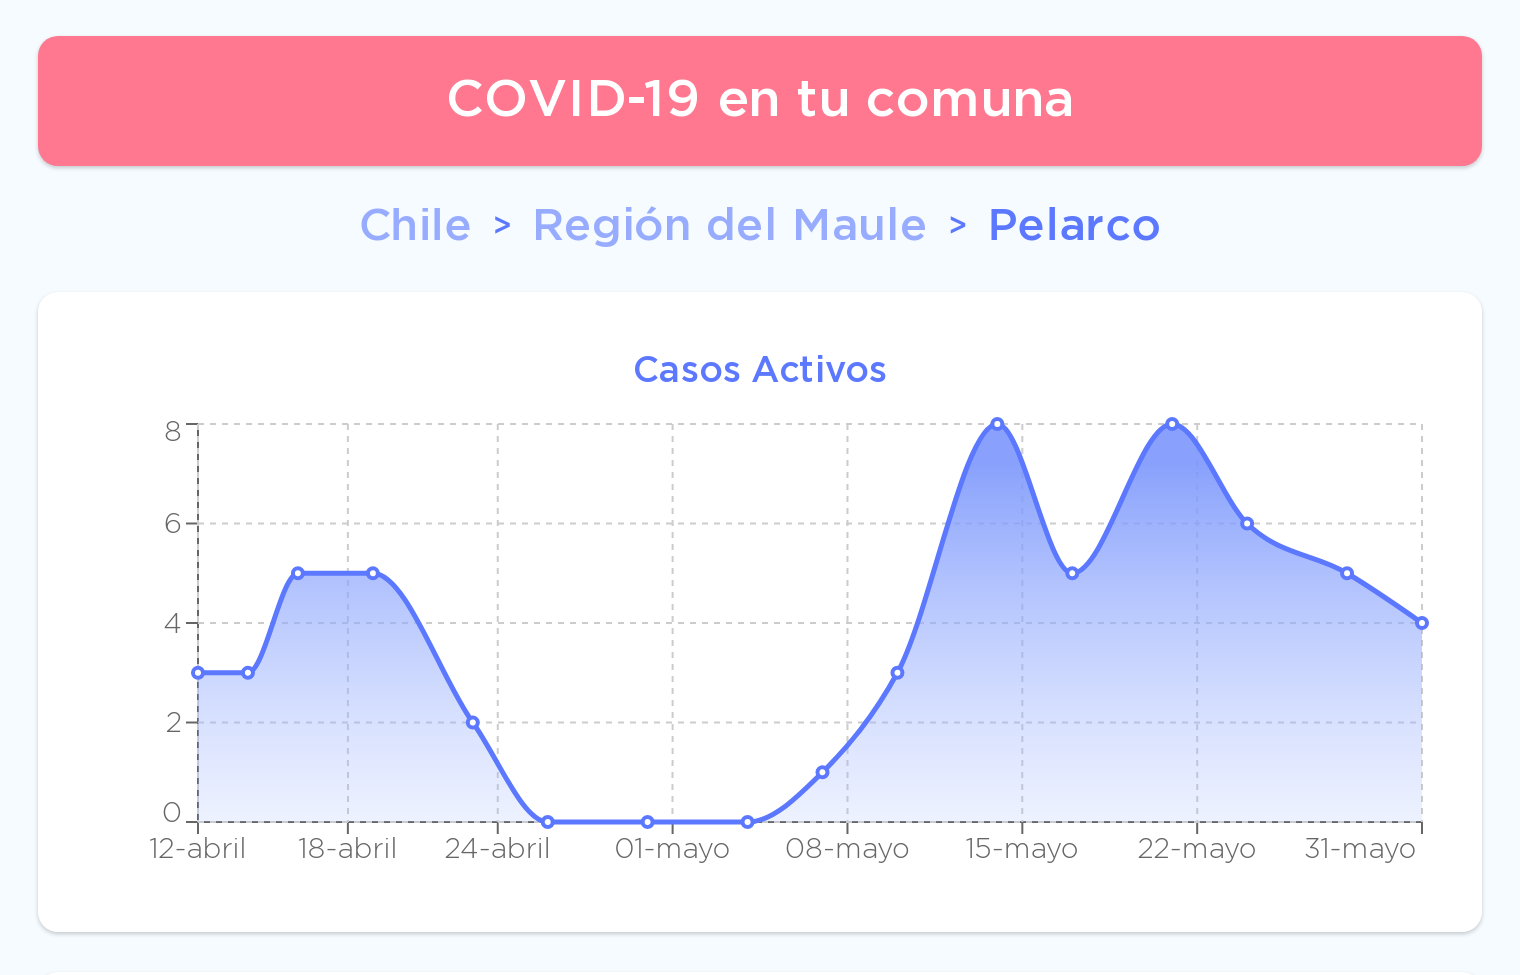 COVID-19 en tu comuna
Chile > Región del Maule > Pelarco
Casos Activos
8
6
4
2
0
12-abril 18-abril 24-abril 01-mayo 08-mayo 15-mayo 22-mayo 31-mayo